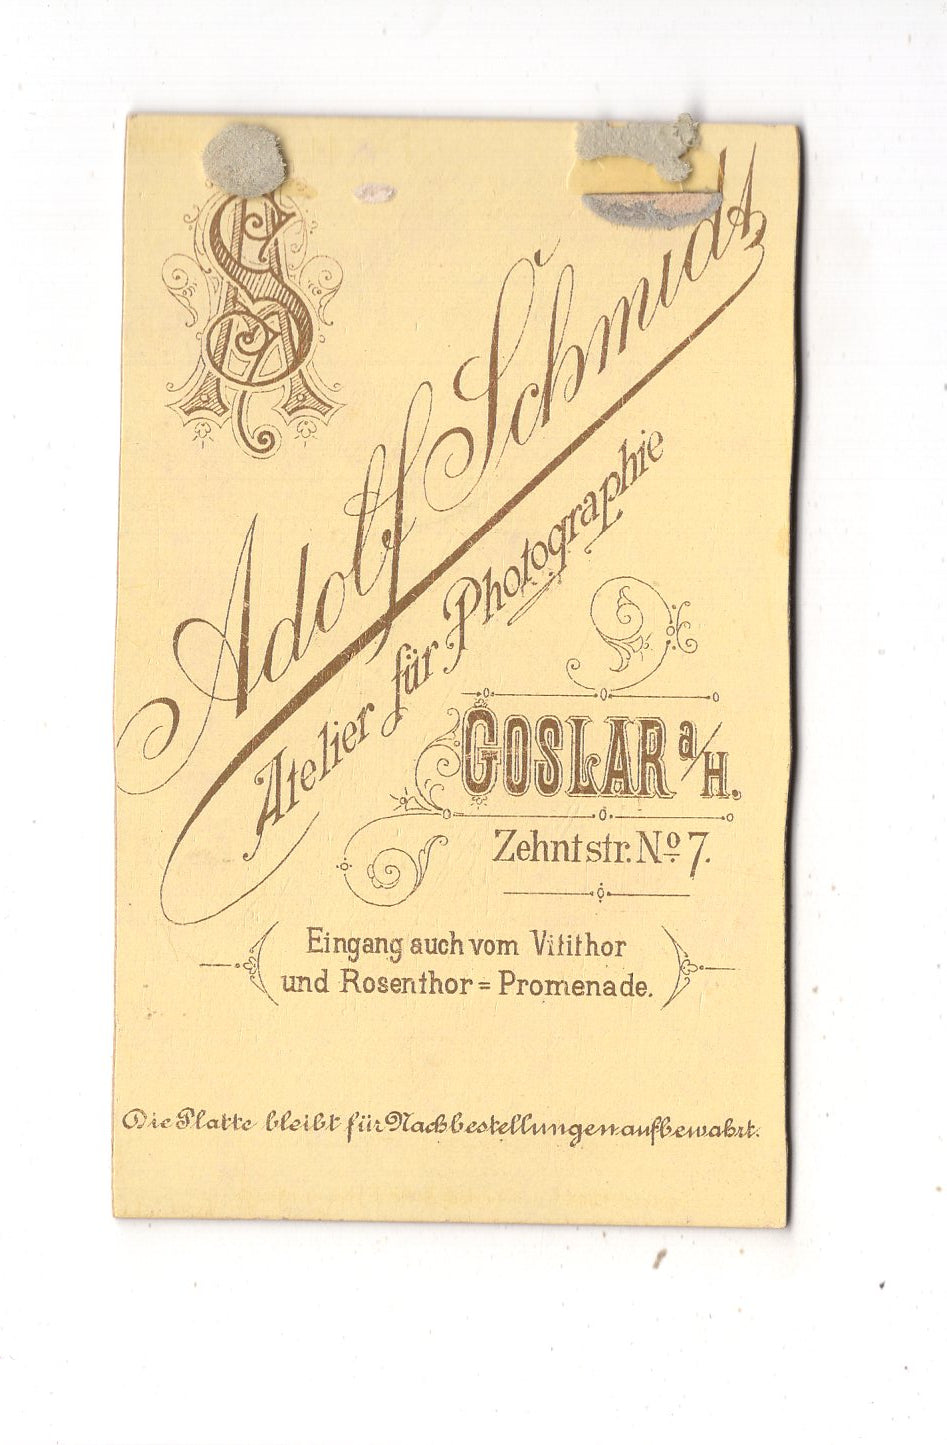 AS
Adolf Schmidt,
Atelier für Photographie
GOSLAR a/H.
Zehntstr. No 7.
Eingang auch vom Vitithor
und Rosenthor=Promenade.
Die Platte bleibt für Nachbestellungen aufbewahrt.